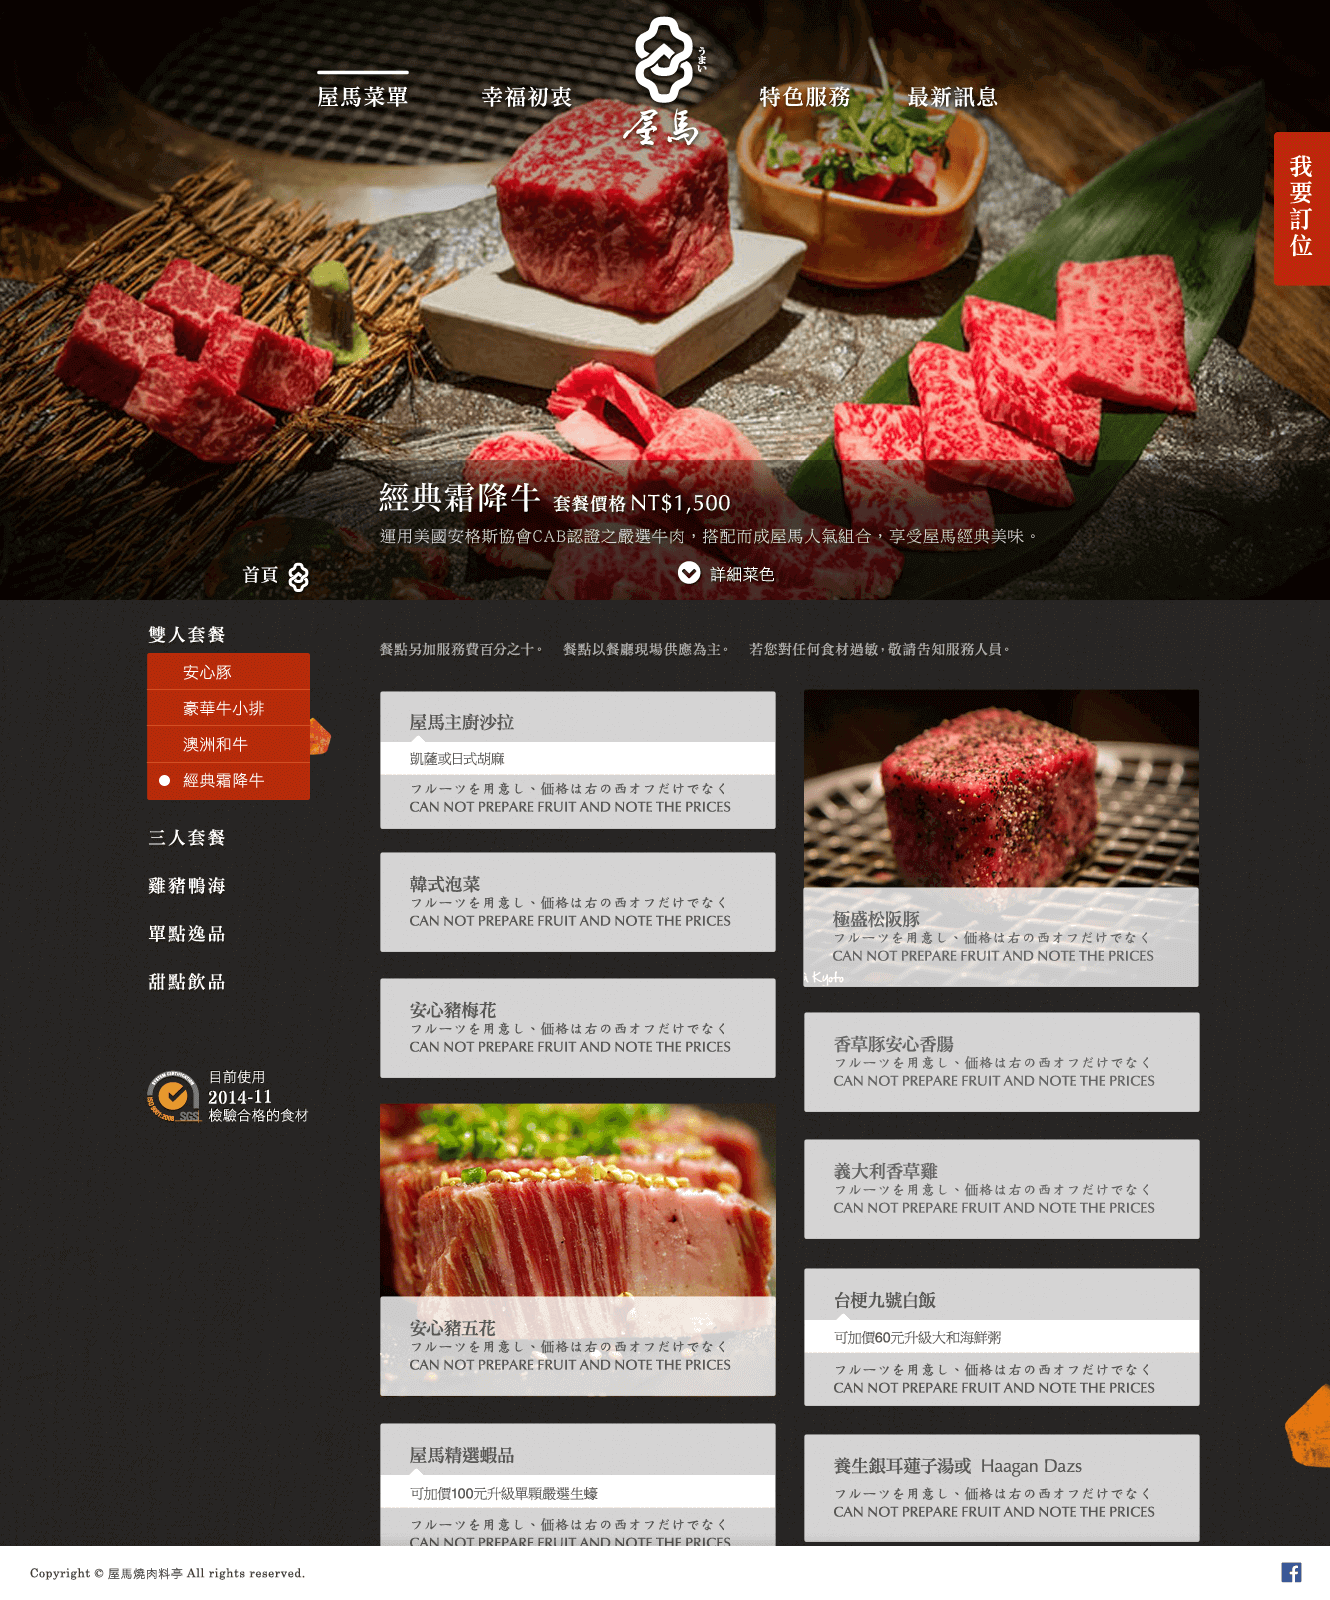 屋馬菜單
幸福初衷
うまい
屋馬
特色服務
最新訊息
我要訂位
經典霜降牛 套餐價格 NT$1,500
運用美國安格斯協會CAB認證之嚴選牛肉，搭配而成屋馬人氣組合，享受屋馬經典美味。
首頁
詳細菜色
雙人套餐
安心豚
豪華牛小排
澳洲和牛
經典霜降牛
三人套餐
雞豬鴨海
單點逸品
甜點飲品
SYSTEM CERTIFICATION
ISO 9001:2008
SGS
目前使用
2014-11
檢驗合格的食材
餐點另加服務費百分之十。 餐點以餐廳現場供應為主。 若您對任何食材過敏，敬請告知服務人員。
屋馬主廚沙拉
凱薩或日式胡麻
フルーツを用意し、価格は右の西オフだけでなく
CAN NOT PREPARE FRUIT AND NOTE THE PRICES
韓式泡菜
フルーツを用意し、価格は右の西オフだけでなく
CAN NOT PREPARE FRUIT AND NOTE THE PRICES
安心豬梅花
フルーツを用意し、価格は右の西オフだけでなく
CAN NOT PREPARE FRUIT AND NOTE THE PRICES
安心豬五花
フルーツを用意し、価格は右の西オフだけでなく
CAN NOT PREPARE FRUIT AND NOTE THE PRICES
屋馬精選蝦品
可加價100元升級單顆嚴選生蠔
フルーツを用意し、価格は右の西オフだけでなく
CAN NOT PREPARE FRUIT AND NOTE THE PRICES
極盛松阪豚
フルーツを用意し、価格は右の西オフだけでなく
CAN NOT PREPARE FRUIT AND NOTE THE PRICES
Kyoto
香草豚安心香腸
フルーツを用意し、価格は右の西オフだけでなく
CAN NOT PREPARE FRUIT AND NOTE THE PRICES
義大利香草雞
フルーツを用意し、価格は右の西オフだけでなく
CAN NOT PREPARE FRUIT AND NOTE THE PRICES
台梗九號白飯
可加價60元升級大和海鮮粥
フルーツを用意し、価格は右の西オフだけでなく
CAN NOT PREPARE FRUIT AND NOTE THE PRICES
養生銀耳蓮子湯或 Haagan Dazs
フルーツを用意し、価格は右の西オフだけでなく
CAN NOT PREPARE FRUIT AND NOTE THE PRICES
Copyright © 屋馬燒肉料亭 All rights reserved.
f